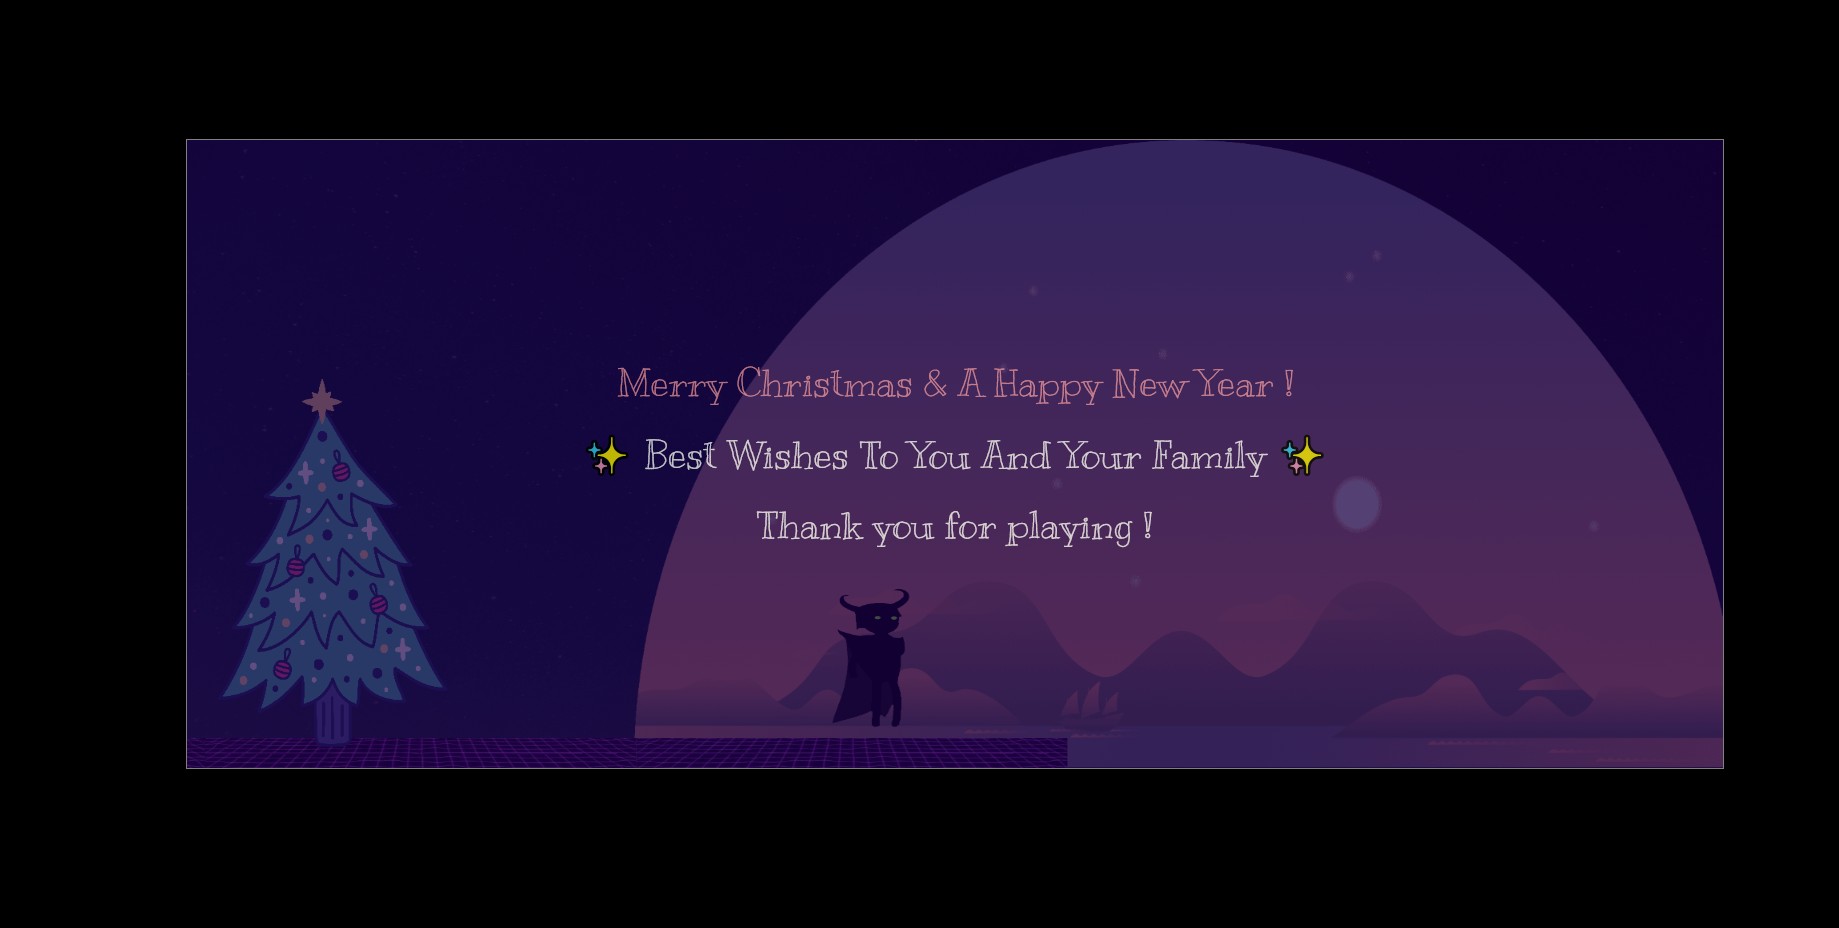 Merry Christmas & A Happy New Year !
✨ Best Wishes To You And Your Family ✨
Thank you for playing !